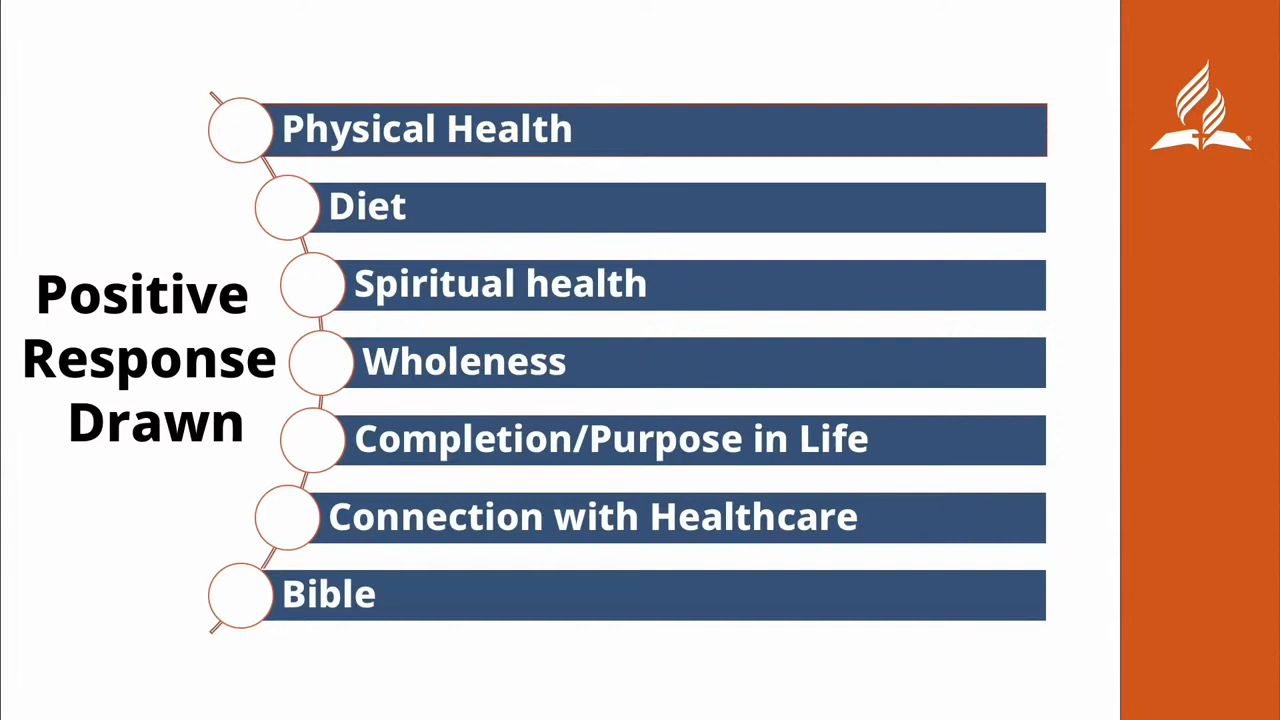 Positive
Response
Drawn
Physical Health
Diet
Spiritual health
Wholeness
Completion/Purpose in Life
Connection with Healthcare
Bible
®